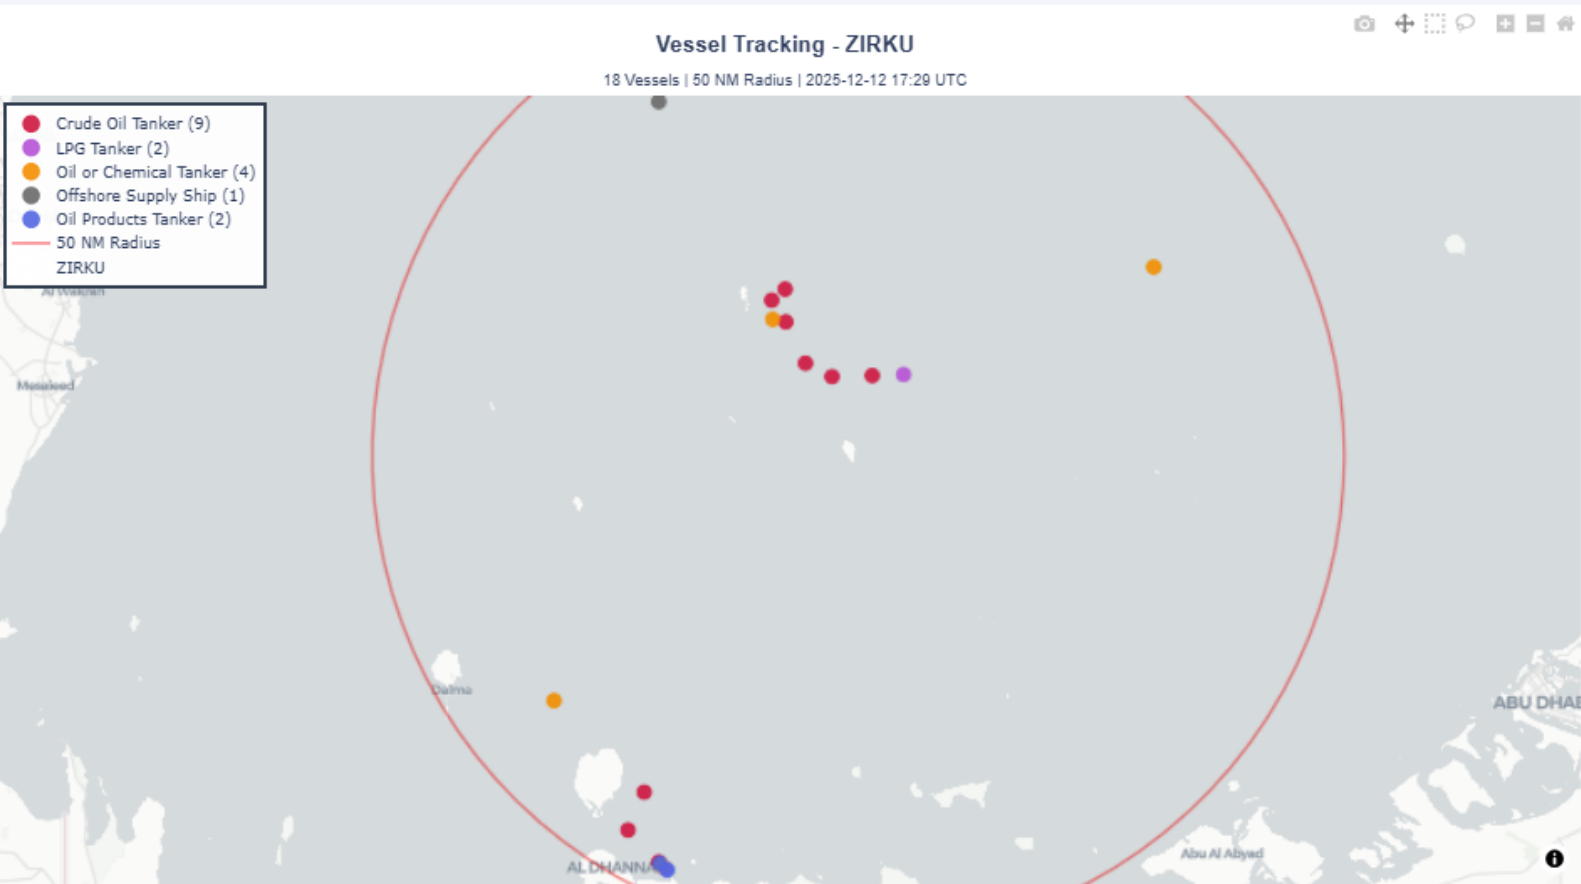 Vessel Tracking - ZIRKU
18 Vessels | 50 NM Radius | 2025-12-12 17:29 UTC
Crude Oil Tanker (9)
LPG Tanker (2)
Oil or Chemical Tanker (4)
Offshore Supply Ship (1)
Oil Products Tanker (2)
50 NM Radius
ZIRKU
Al Wakrah
Mesaieed
Dalma
ABU DHAB
Abu Al Abyad
AL DHANNA